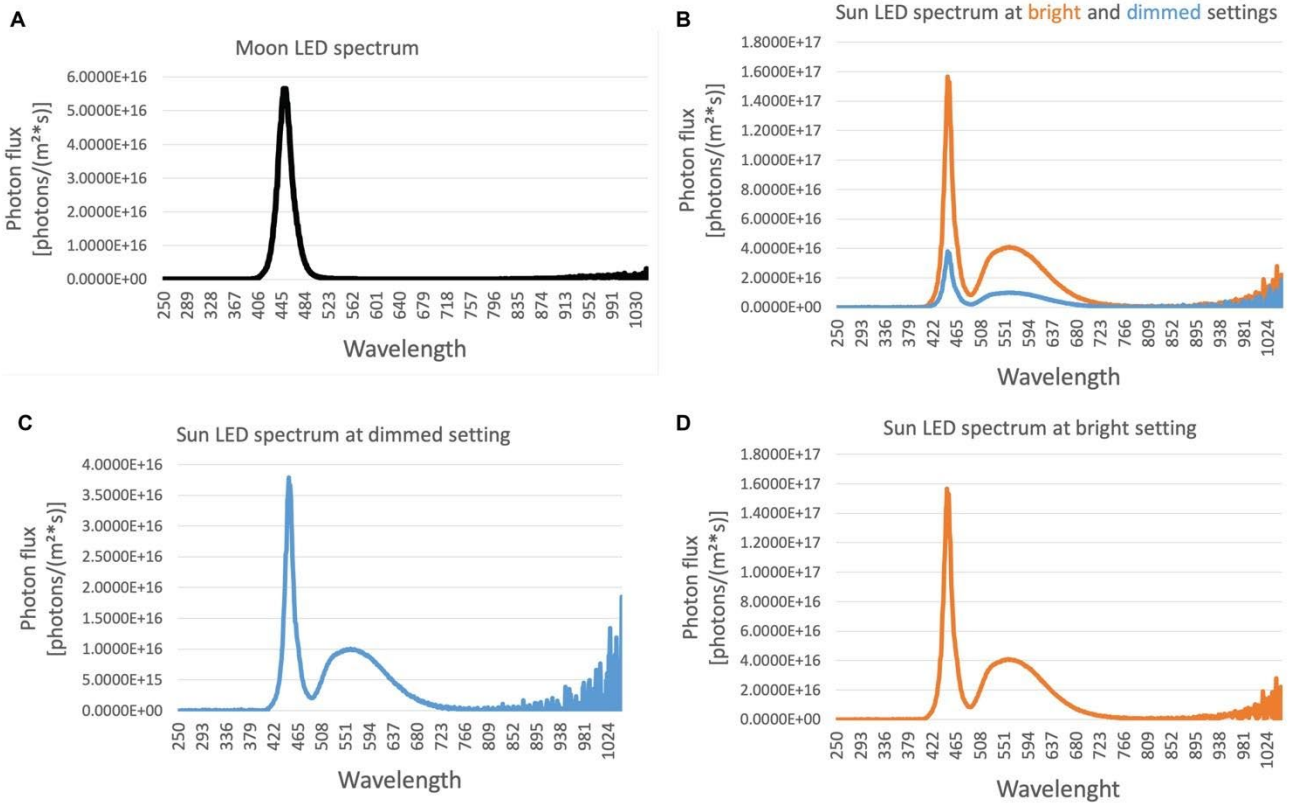 A
Moon LED spectrum
Photon flux
[photons/(m²*s)]
6.0000E+16
5.0000E+16
4.0000E+16
3.0000E+16
2.0000E+16
1.0000E+16
0.0000E+00
250 289 328 367 406 445 484 523 562 601 640 679 718 757 796 835 874 913 952 991 1030
Wavelength
B
Sun LED spectrum at bright and dimmed settings
Photon flux
[photons/(m²*s)]
1.8000E+17
1.6000E+17
1.4000E+17
1.2000E+17
1.0000E+17
8.0000E+16
6.0000E+16
4.0000E+16
2.0000E+16
0.0000E+00
250 293 336 379 422 465 508 551 594 637 680 723 766 809 852 895 938 981 1024
Wavelength
C
Sun LED spectrum at dimmed setting
Photon flux
[photons/(m²*s)]
4.0000E+16
3.5000E+16
3.0000E+16
2.5000E+16
2.0000E+16
1.5000E+16
1.0000E+16
5.0000E+15
0.0000E+00
250 293 336 379 422 465 508 551 594 637 680 723 766 809 852 895 938 981 1024
Wavelength
D
Sun LED spectrum at bright setting
Photon flux
[photons/(m²*s)]
1.8000E+17
1.6000E+17
1.4000E+17
1.2000E+17
1.0000E+17
8.0000E+16
6.0000E+16
4.0000E+16
2.0000E+16
0.0000E+00
250 293 336 379 422 465 508 551 594 637 680 723 766 809 852 895 938 981 1024
Wavelenght